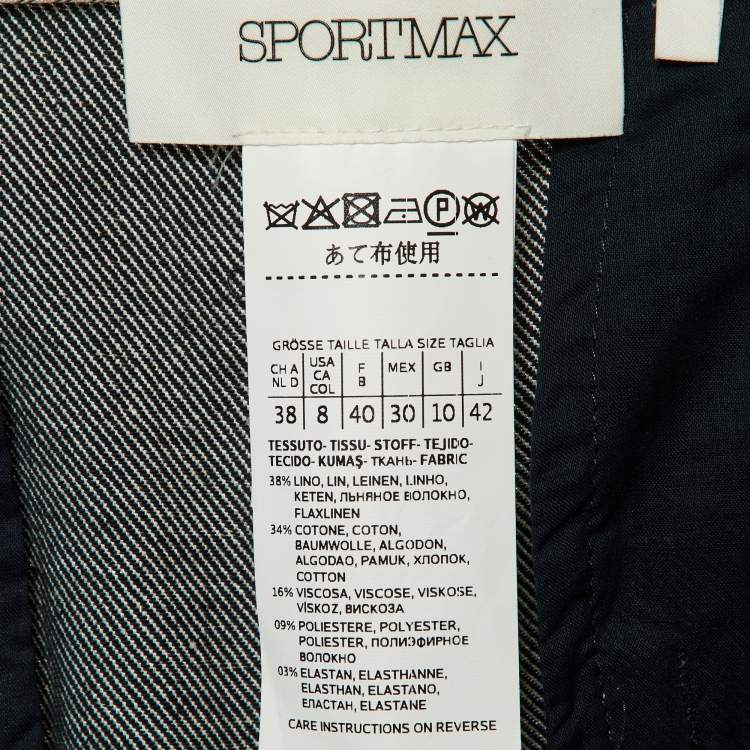 SPORTMAX
P W
あて布使用
GRÖSSE TAILLE TALLA SIZE TAGLIA
CH A NL D USA CA COL F B MEX GB I J
38 8 40 30 10 42
TESSUTO- TISSU- STOFF- TEJIDO-
TECIDO- KUMAŞ- ТКАНЬ- FABRIC
38% LINO, LIN, LEINEN, LINHO,
KETEN, ЛЬНЯНОЕ ВОЛОКНО,
FLAXLINEN
34% COTONE, COTON,
BAUMWOLLE, ALGODON,
ALGODAO, PAMUK, ХЛОПОК,
COTTON
16% VISCOSA, VISCOSE, VISKOSE,
VİSKOZ, ВИСКОЗА
09% POLIESTERE, POLYESTER,
POLIESTER, ПОЛИЭФИРНОЕ
ВОЛОКНО
03% ELASTAN, ELASTHANNE,
ELASTHAN, ELASTANO,
ЕЛАСТАН, ELASTANE
CARE INSTRUCTIONS ON REVERSE